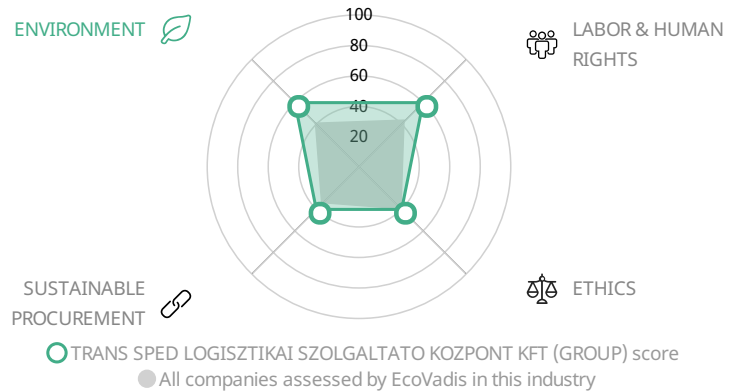 100
ENVIRONMENT
LABOR & HUMAN
RIGHTS
80
60
40
20
SUSTAINABLE
PROCUREMENT
ETHICS
TRANS SPED LOGISZTIKAI SZOLGALTATO KOZPONT KFT (GROUP) score
All companies assessed by EcoVadis in this industry